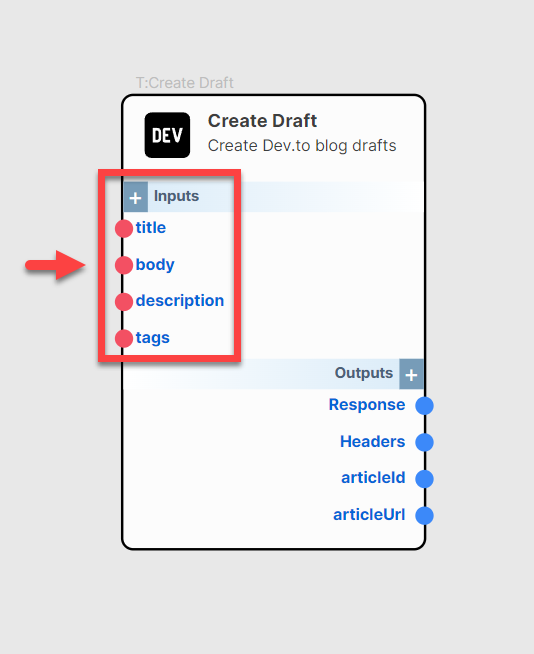 T:Create Draft
DEV
Create Draft
Create Dev.to blog drafts
+ Inputs
title
body
description
tags
Outputs +
Response
Headers
articleId
articleUrl